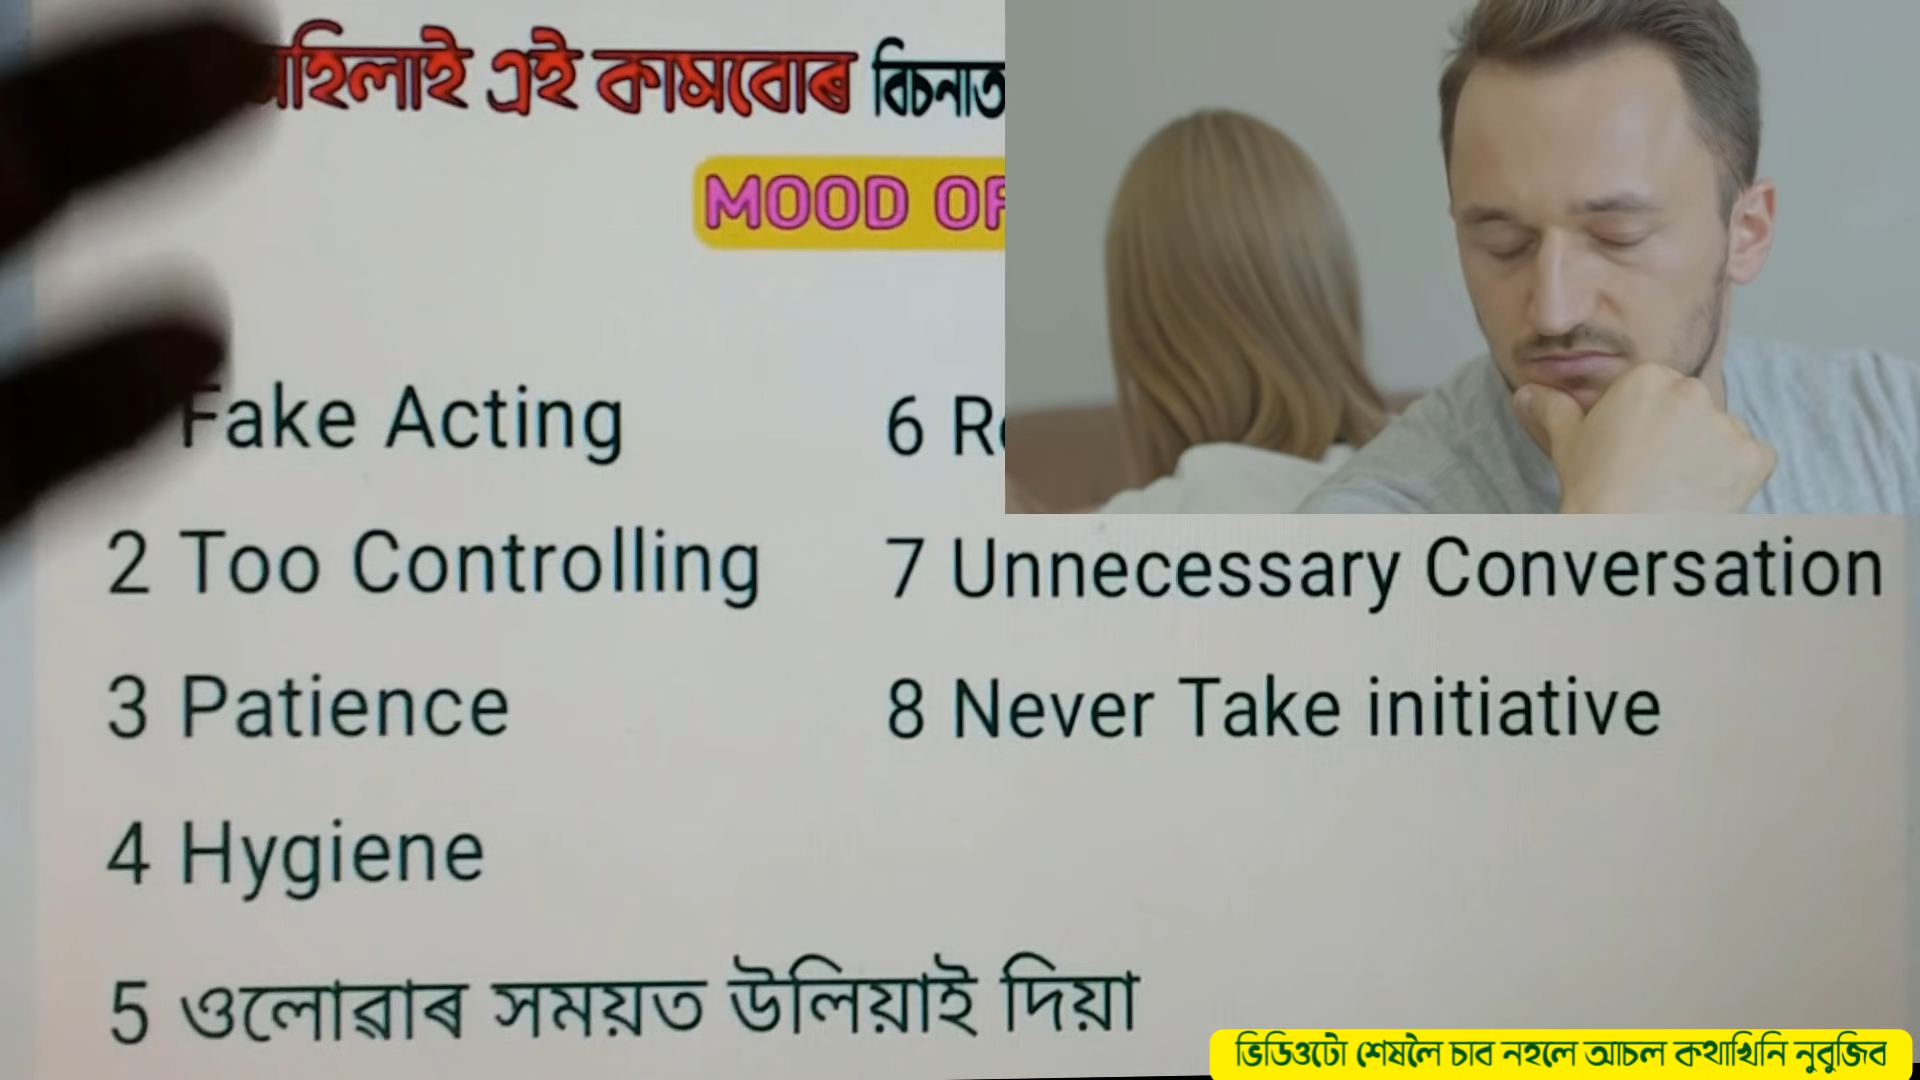 এই কামবোৰ বিচনাত
MOOD OF
Fake Acting
2 Too Controlling
3 Patience
4 Hygiene
5 ওলোৱাৰ সময়ত উলিয়াই দিয়া
6
7 Unnecessary Conversation
8 Never Take initiative
ভিডিওটো শেষলৈ চাব নহলে আচল কথাখিনি নুবুজিব